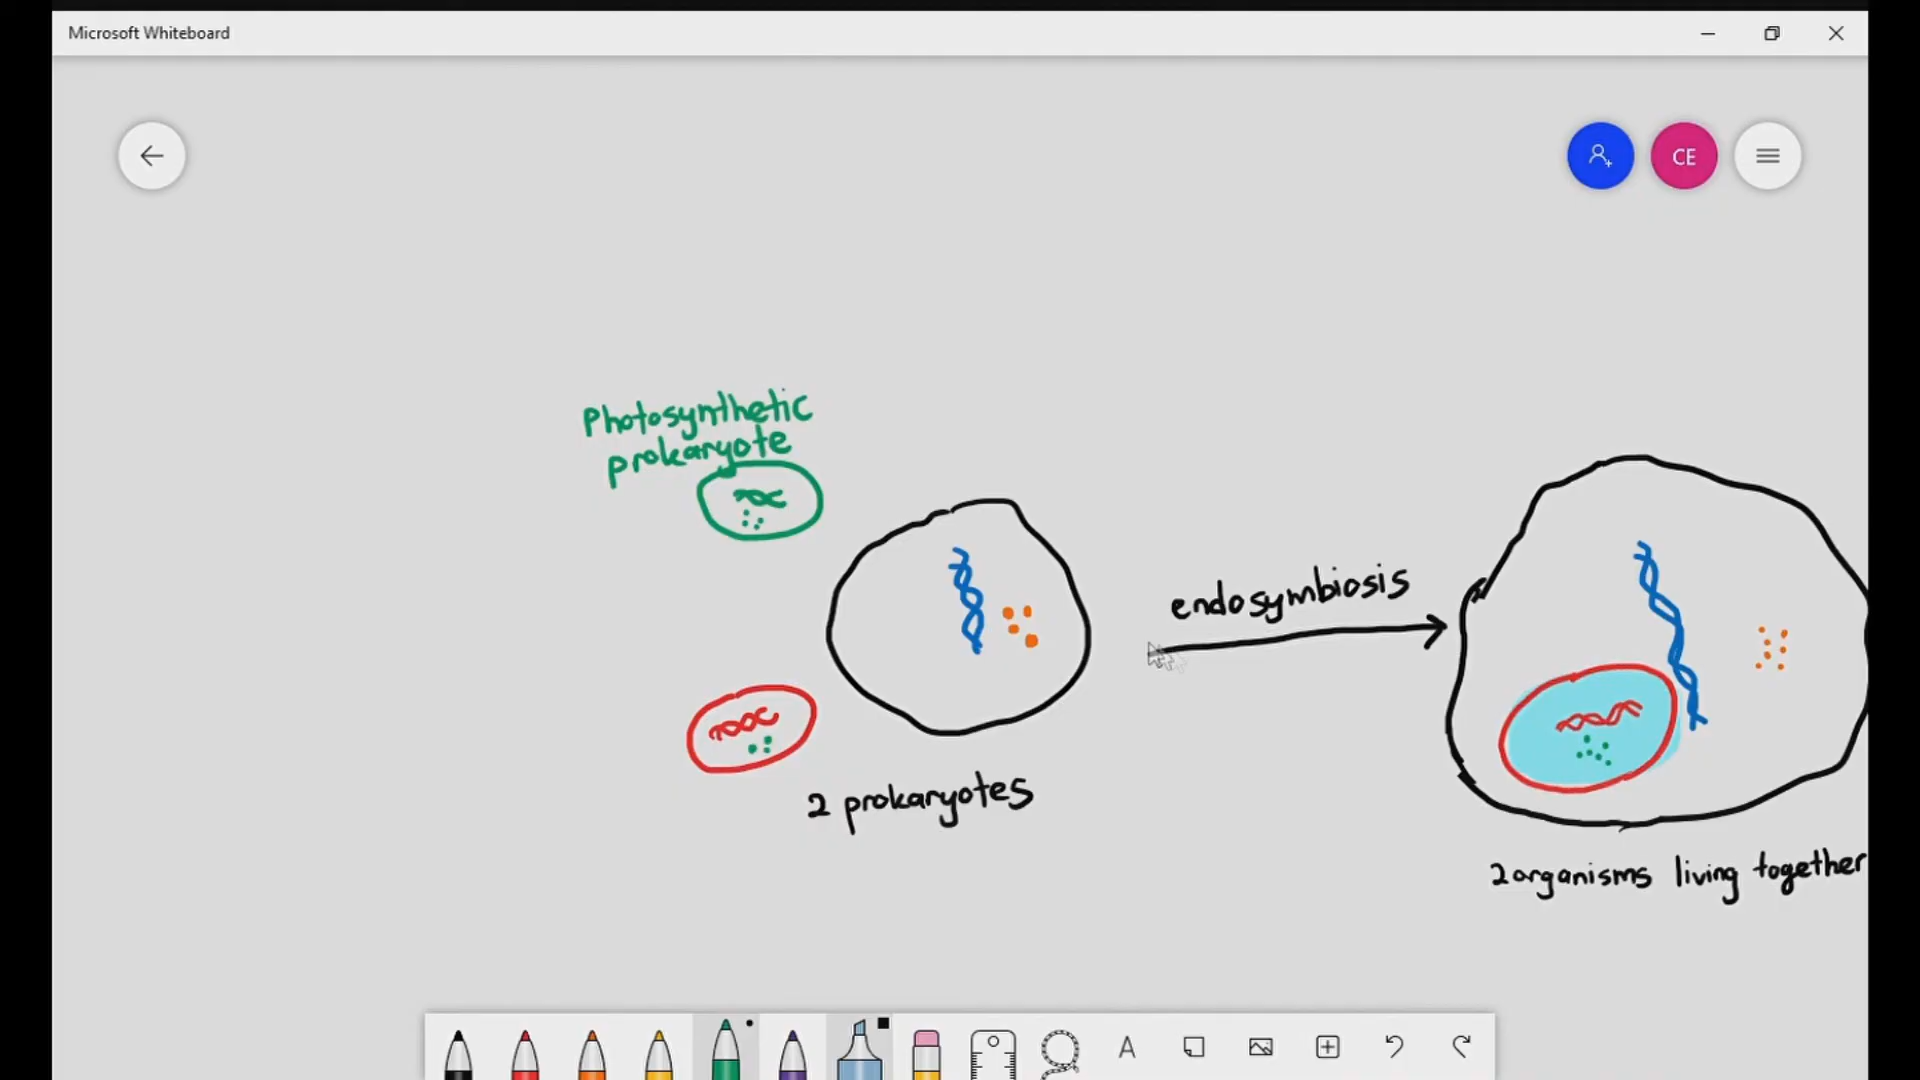 Microsoft Whiteboard
CE
Photosynthetic
prokaryote
endosymbiosis
2 prokaryotes
2 organisms living together
A